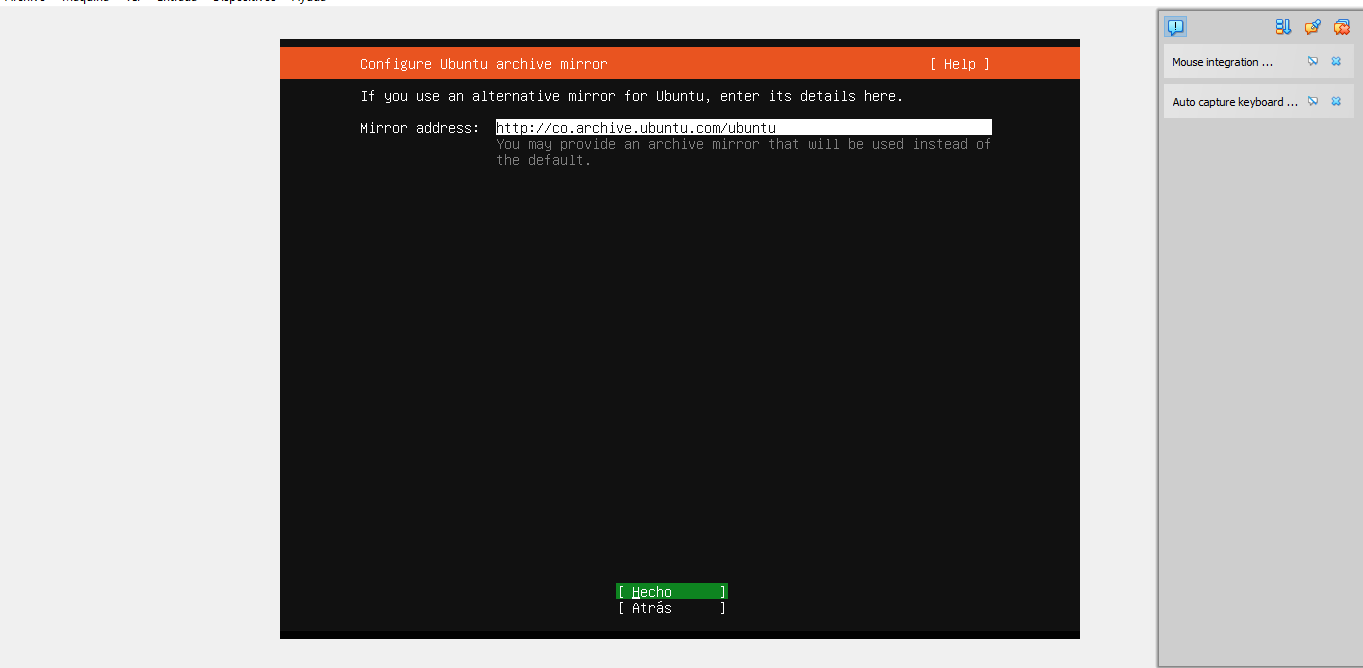 Configure Ubuntu archive mirror [ Help ]
If you use an alternative mirror for Ubuntu, enter its details here.
Mirror address: http://co.archive.ubuntu.com/ubuntu
You may provide an archive mirror that will be used instead of
the default.
[ Hecho ]
[ Atrás ]
Mouse integration ...
Auto capture keyboard ...